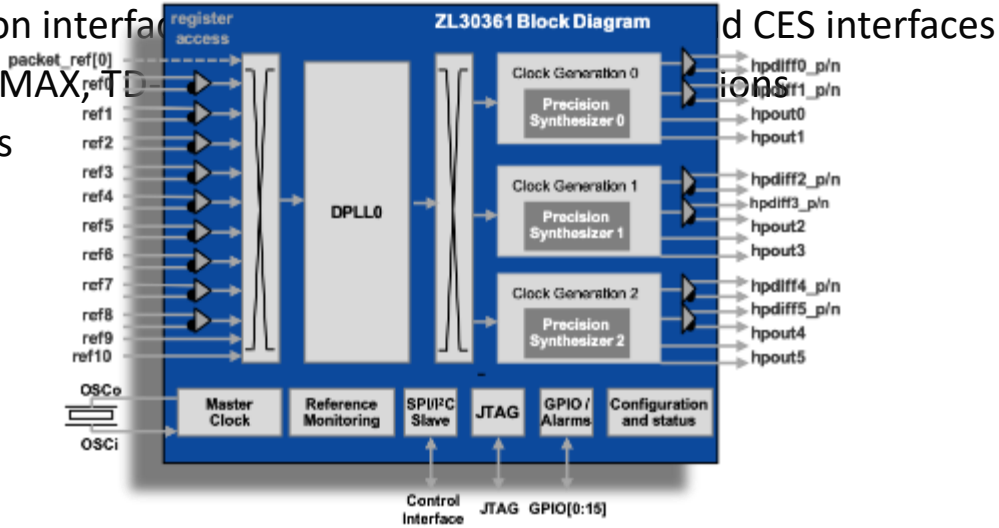 on interfac
d CES interfaces
MAX, TD-
ions
s
register
access
ZL30361 Block Diagram
packet_ref[0]
ref0
ref1
ref2
ref3
ref4
ref5
ref6
ref7
ref8
ref9
ref10
DPLL0
Clock Generation 0
Precision
Synthesizer 0
Clock Generation 1
Precision
Synthesizer 1
Clock Generation 2
Precision
Synthesizer 2
hpdiff0_p/n
hpdiff1_p/n
hpout0
hpout1
hpdiff2_p/n
hpdiff3_p/n
hpout2
hpout3
hpdiff4_p/n
hpdiff5_p/n
hpout4
hpout5
OSCo
OSCi
Master
Clock
Reference
Monitoring
SPI/I²C
Slave
JTAG
GPIO /
Alarms
Configuration
and status
Control
Interface
JTAG
GPIO[0:15]